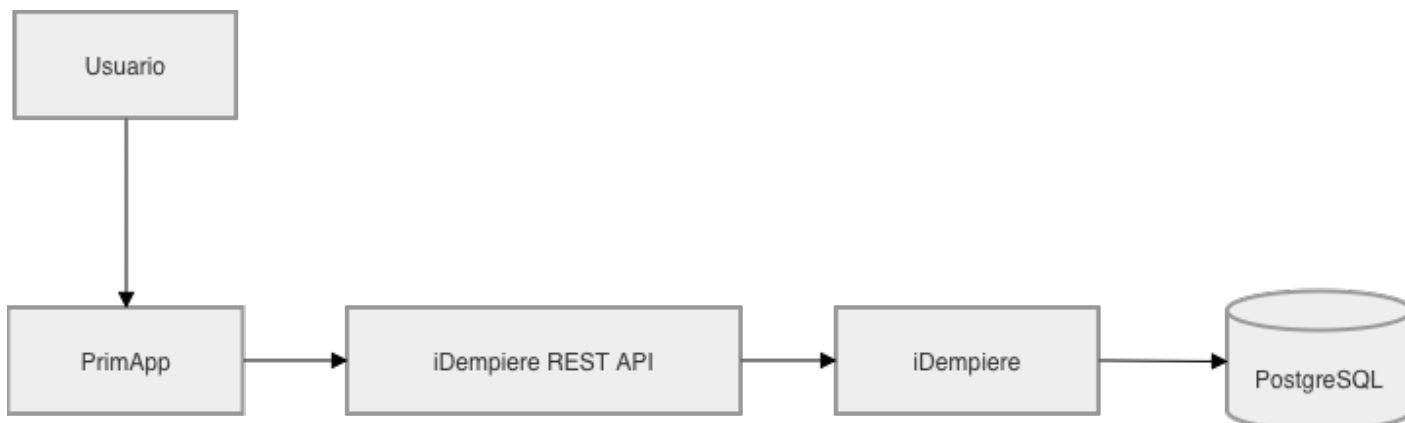 Usuario
PrimApp
iDempiere REST API
iDempiere
PostgreSQL